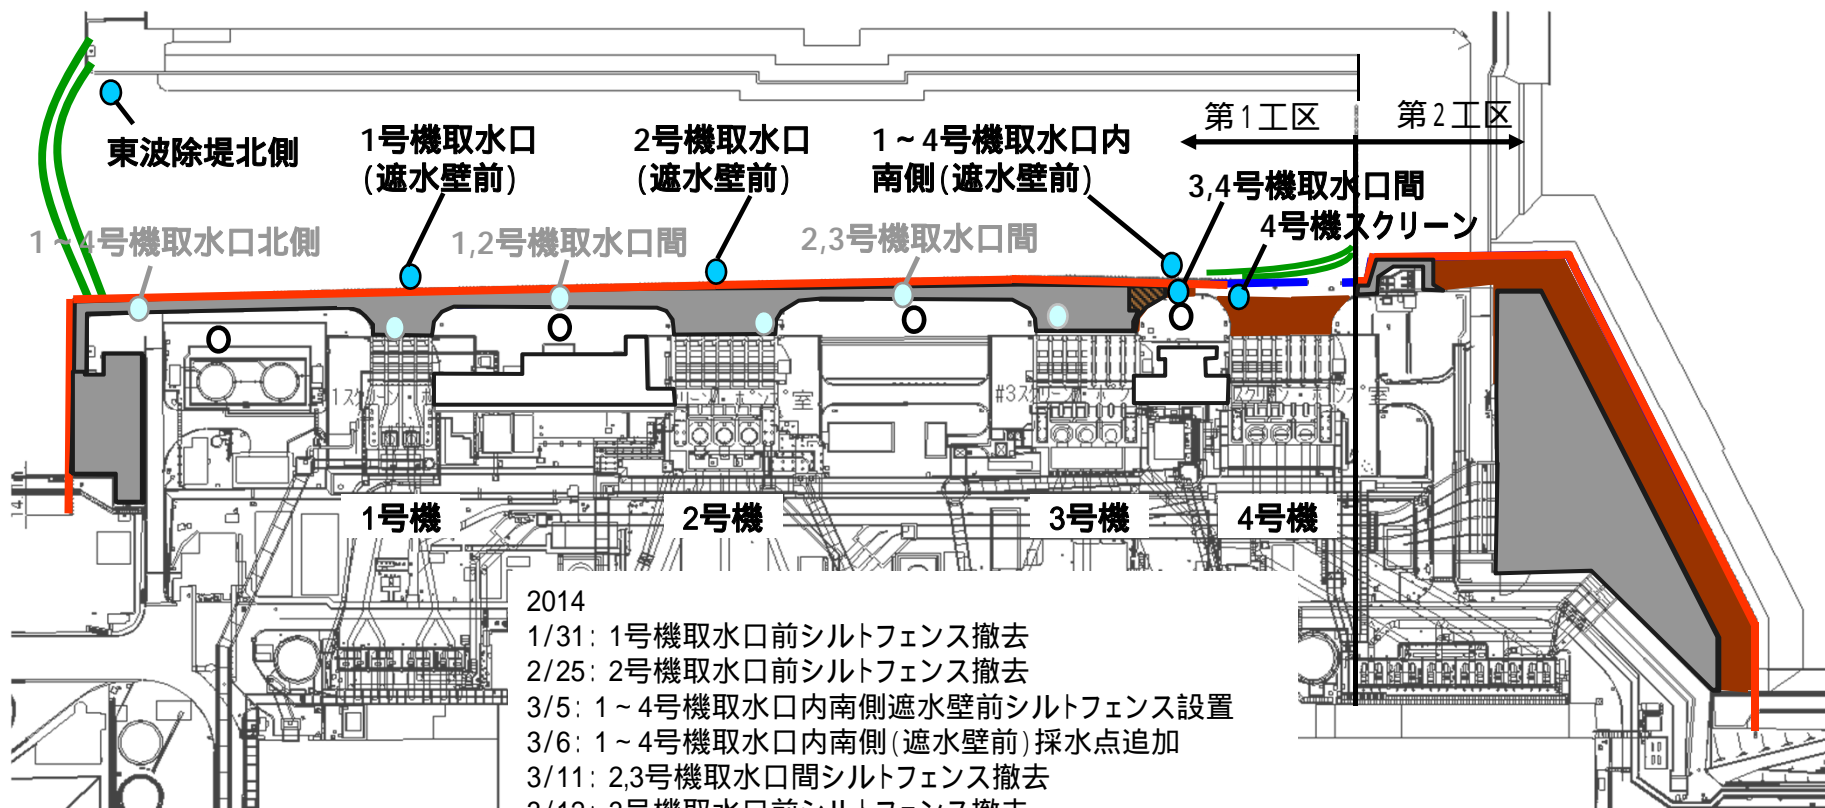 第1工区
第2工区
東波除堤北側
1号機取水口
(遮水壁前)
2号機取水口
(遮水壁前)
1～4号機取水口内
南側(遮水壁前)
3,4号機取水口間
4号機スクリーン
1～4号機取水口北側
1,2号機取水口間
2,3号機取水口間
1号機
2号機
3号機
4号機
2014
1/31: 1号機取水口前シルトフェンス撤去
2/25: 2号機取水口前シルトフェンス撤去
3/5: 1～4号機取水口内南側遮水壁前シルトフェンス設置
3/6: 1～4号機取水口内南側(遮水壁前)採水点追加
3/11: 2,3号機取水口間シルトフェンス撤去